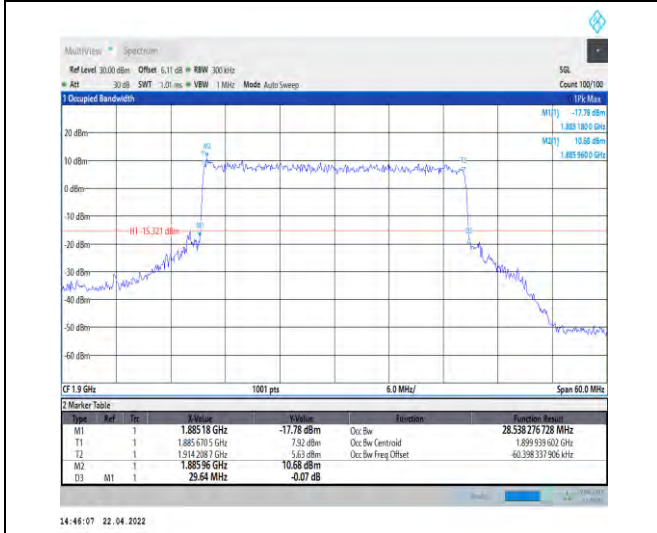 MultiView Spectrum
Ref Level 30.00 dBm Offset 6.11 dB RBW 300 kHz SGL
Att 30 dB SWT 1.01 ms VBW 1 MHz Mode Auto Sweep Count 100/100
1 Occupied Bandwidth 1Pk Max
M1[1] -17.78 dBm
1.885 180 0 GHz
M2[1] 10.68 dBm
1.885 960 0 GHz
20 dBm
M2
T1
T2
10 dBm
0 dBm
-10 dBm
H1 -15.321 dBm
M1
D3
-20 dBm
-30 dBm
-40 dBm
-50 dBm
-60 dBm
CF 1.9 GHz 1001 pts 6.0 MHz/ Span 60.0 MHz
2 Marker Table
Type Ref Trc X-Value Y-Value Function Function Result
M1 1 1.88518 GHz -17.78 dBm Occ Bw 28.538 276 728 MHz
T1 1 1.885 670 5 GHz 7.92 dBm Occ Bw Centroid 1.899 939 602 GHz
T2 1 1.914 208 7 GHz 5.63 dBm Occ Bw Freq Offset -60.398 337 906 kHz
M2 1 1.88596 GHz 10.68 dBm
D3 M1 1 29.64 MHz -0.07 dB
14:46:07 22.04.2022